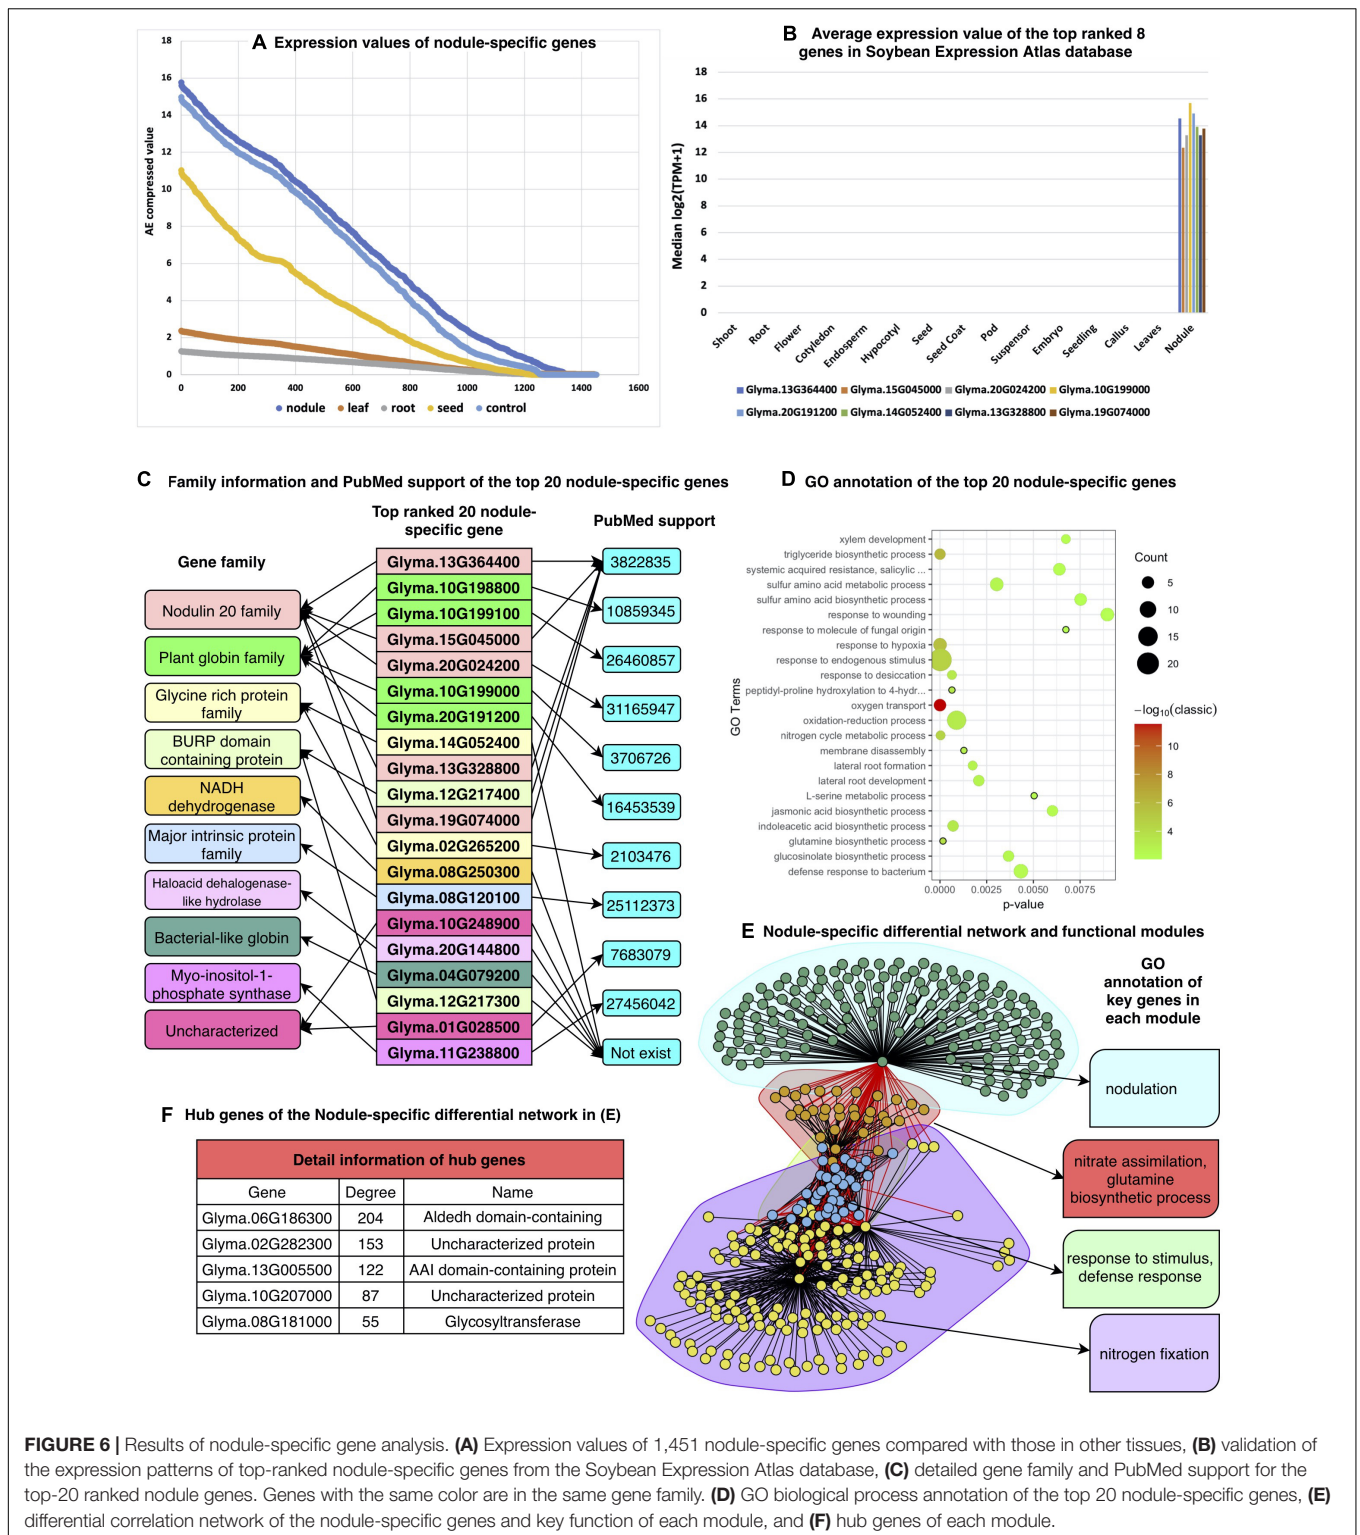 A Expression values of nodule-specific genes
18
16
14
12
10
8
6
4
2
0
AE compressed value
0 200 400 600 800 1000 1200 1400 1600
nodule leaf root seed control
B Average expression value of the top ranked 8
genes in Soybean Expression Atlas database
18
16
14
12
10
8
6
4
2
0
Median log2(TPM+1)
Shoot Root Flower Cotyledon Endosperm Hypocotyl Seed Seed Coat Pod Suspensor Embryo Seedling Callus Leaves Nodule
Glyma.13G364400 Glyma.15G045000 Glyma.20G024200 Glyma.10G199000
Glyma.20G191200 Glyma.14G052400 Glyma.13G328800 Glyma.19G074000
C Family information and PubMed support of the top 20 nodule-specific genes
Gene family
Nodulin 20 family
Plant globin family
Glycine rich protein
family
BURP domain
containing protein
NADH
dehydrogenase
Major intrinsic protein
family
Haloacid dehalogenase-
like hydrolase
Bacterial-like globin
Myo-inositol-1-
phosphate synthase
Uncharacterized
Top ranked 20 nodule-
specific gene
Glyma.13G364400
Glyma.10G198800
Glyma.10G199100
Glyma.15G045000
Glyma.20G024200
Glyma.10G199000
Glyma.20G191200
Glyma.14G052400
Glyma.13G328800
Glyma.12G217400
Glyma.19G074000
Glyma.02G265200
Glyma.08G250300
Glyma.08G120100
Glyma.10G248900
Glyma.20G144800
Glyma.04G079200
Glyma.12G217300
Glyma.01G028500
Glyma.11G238800
PubMed support
3822835
10859345
26460857
31165947
3706726
16453539
2103476
25112373
7683079
27456042
Not exist
D GO annotation of the top 20 nodule-specific genes
GO Terms
xylem development
triglyceride biosynthetic process
systemic acquired resistance, salicylic ...
sulfur amino acid metabolic process
sulfur amino acid biosynthetic process
response to wounding
response to molecule of fungal origin
response to hypoxia
response to endogenous stimulus
response to desiccation
peptidyl-proline hydroxylation to 4-hydr...
oxygen transport
oxidation-reduction process
nitrogen cycle metabolic process
membrane disassembly
lateral root formation
lateral root development
L-serine metabolic process
jasmonic acid biosynthetic process
indoleacetic acid biosynthetic process
glutamine biosynthetic process
glucosinolate biosynthetic process
defense response to bacterium
0.0000 0.0025 0.0050 0.0075
p-value
Count
5
10
15
20
−log10(classic)
10
8
6
4
E Nodule-specific differential network and functional modules
GO
annotation of
key genes in
each module
nodulation
nitrate assimilation,
glutamine
biosynthetic process
response to stimulus,
defense response
nitrogen fixation
F Hub genes of the Nodule-specific differential network in (E)
Detail information of hub genes
Gene Degree Name
Glyma.06G186300 204 Aldedh domain-containing
Glyma.02G282300 153 Uncharacterized protein
Glyma.13G005500 122 AAI domain-containing protein
Glyma.10G207000 87 Uncharacterized protein
Glyma.08G181000 55 Glycosyltransferase
FIGURE 6 | Results of nodule-specific gene analysis. (A) Expression values of 1,451 nodule-specific genes compared with those in other tissues, (B) validation of
the expression patterns of top-ranked nodule-specific genes from the Soybean Expression Atlas database, (C) detailed gene family and PubMed support for the
top-20 ranked nodule genes. Genes with the same color are in the same gene family. (D) GO biological process annotation of the top 20 nodule-specific genes, (E)
differential correlation network of the nodule-specific genes and key function of each module, and (F) hub genes of each module.